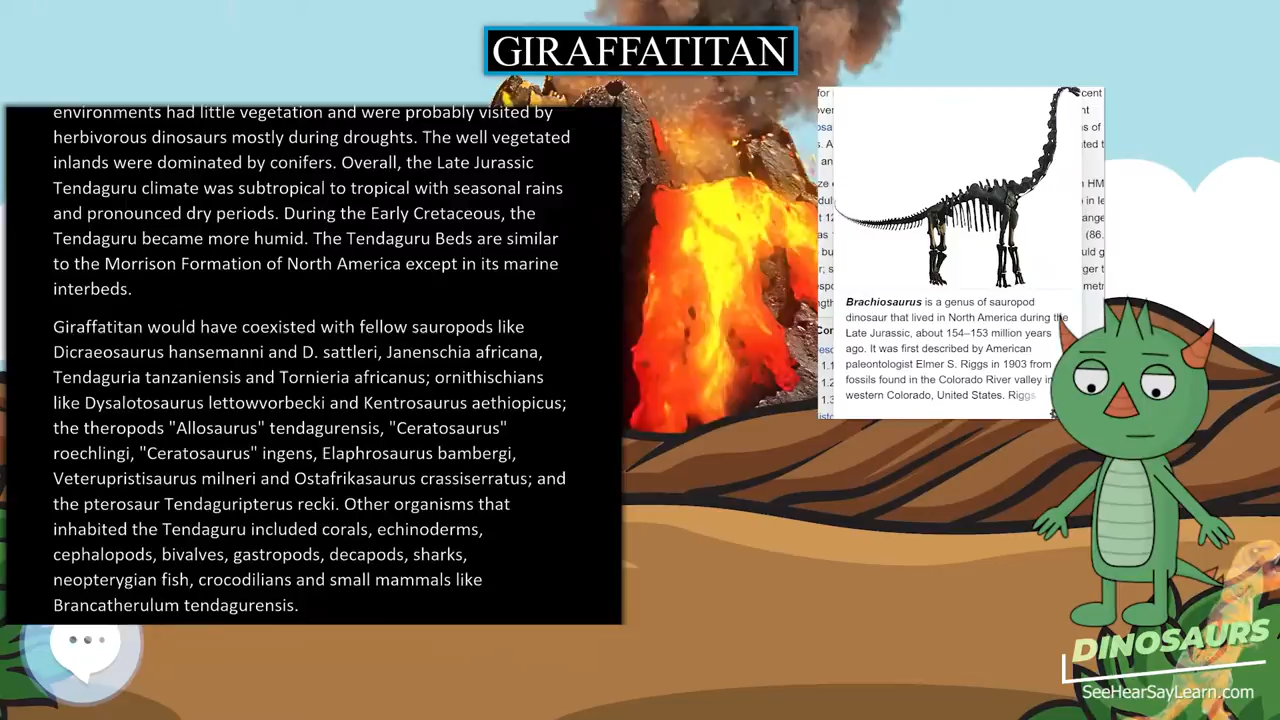 GIRAFFATITAN
environments had little vegetation and were probably visited by
herbivorous dinosaurs mostly during droughts. The well vegetated
inlands were dominated by conifers. Overall, the Late Jurassic
Tendaguru climate was subtropical to tropical with seasonal rains
and pronounced dry periods. During the Early Cretaceous, the
Tendaguru became more humid. The Tendaguru Beds are similar
to the Morrison Formation of North America except in its marine
interbeds.
Giraffatitan would have coexisted with fellow sauropods like
Dicraeosaurus hansemanni and D. sattleri, Janenschia africana,
Tendaguria tanzaniensis and Tornieria africanus; ornithischians
like Dysalotosaurus lettowvorbecki and Kentrosaurus aethiopicus;
the theropods "Allosaurus" tendagurensis, "Ceratosaurus"
roechlingi, "Ceratosaurus" ingens, Elaphrosaurus bambergi,
Veterupristisaurus milneri and Ostafrikasaurus crassiserratus; and
the pterosaur Tendaguripterus recki. Other organisms that
inhabited the Tendaguru included corals, echinoderms,
cephalopods, bivalves, gastropods, decapods, sharks,
neopterygian fish, crocodilians and small mammals like
Brancatherulum tendagurensis.
Brachiosaurus is a genus of sauropod
dinosaur that lived in North America during the
Late Jurassic, about 154–153 million years
ago. It was first described by American
paleontologist Elmer S. Riggs in 1903 from
fossils found in the Colorado River valley in
western Colorado, United States. Riggs
DINOSAURS
SeeHearSayLearn.com